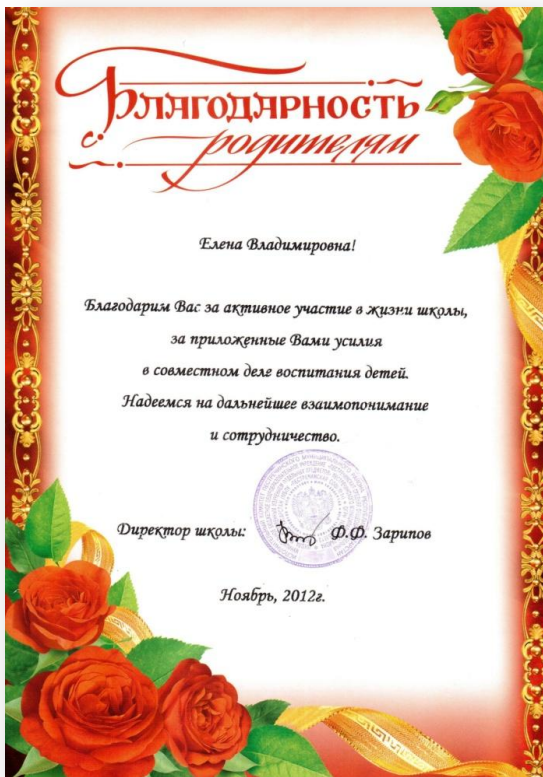 Благодарность
родителям
Елена Владимировна!
Благодарим Вас за активное участие в жизни школы,
за приложенные Вами усилия
в совместном деле воспитания детей.
Надеемся на дальнейшее взаимопонимание
и сотрудничество.
Директор школы: Ф.Ф. Зарипов
Ноябрь, 2012г.